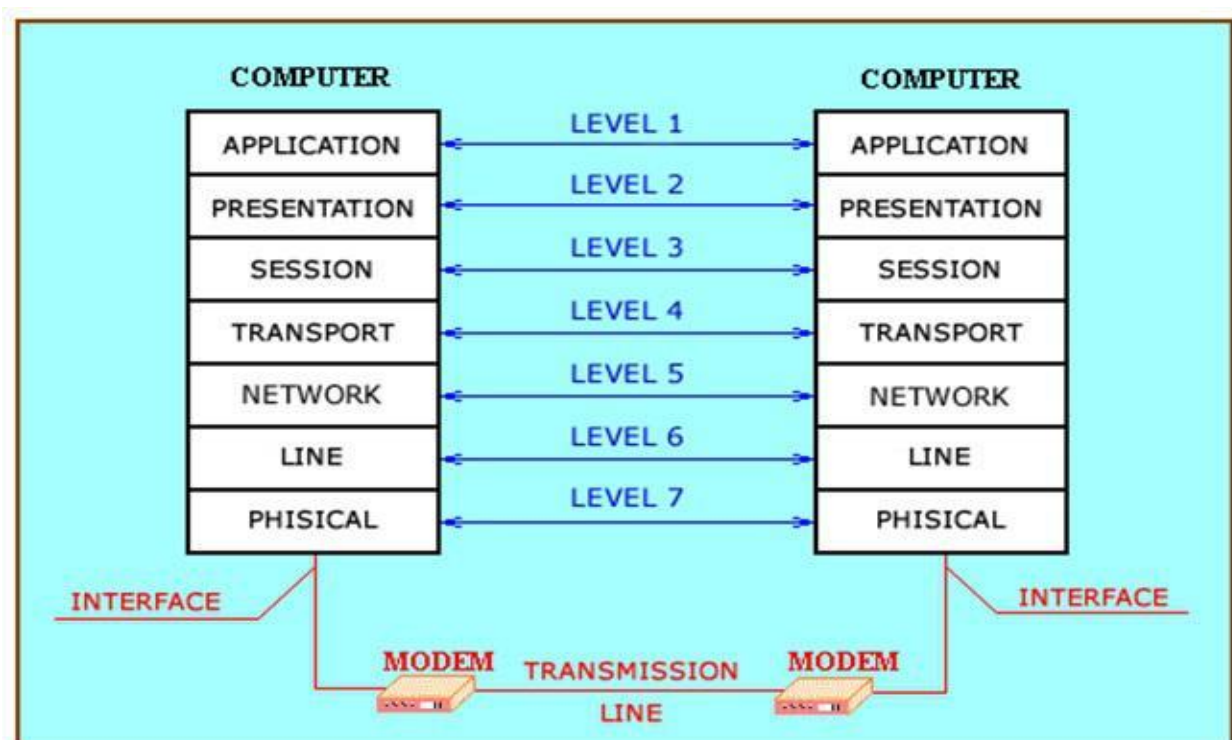 COMPUTER
COMPUTER
APPLICATION
LEVEL 1
APPLICATION
PRESENTATION
LEVEL 2
PRESENTATION
SESSION
LEVEL 3
SESSION
TRANSPORT
LEVEL 4
TRANSPORT
NETWORK
LEVEL 5
NETWORK
LINE
LEVEL 6
LINE
PHISICAL
LEVEL 7
PHISICAL
INTERFACE
INTERFACE
MODEM
TRANSMISSION
LINE
MODEM